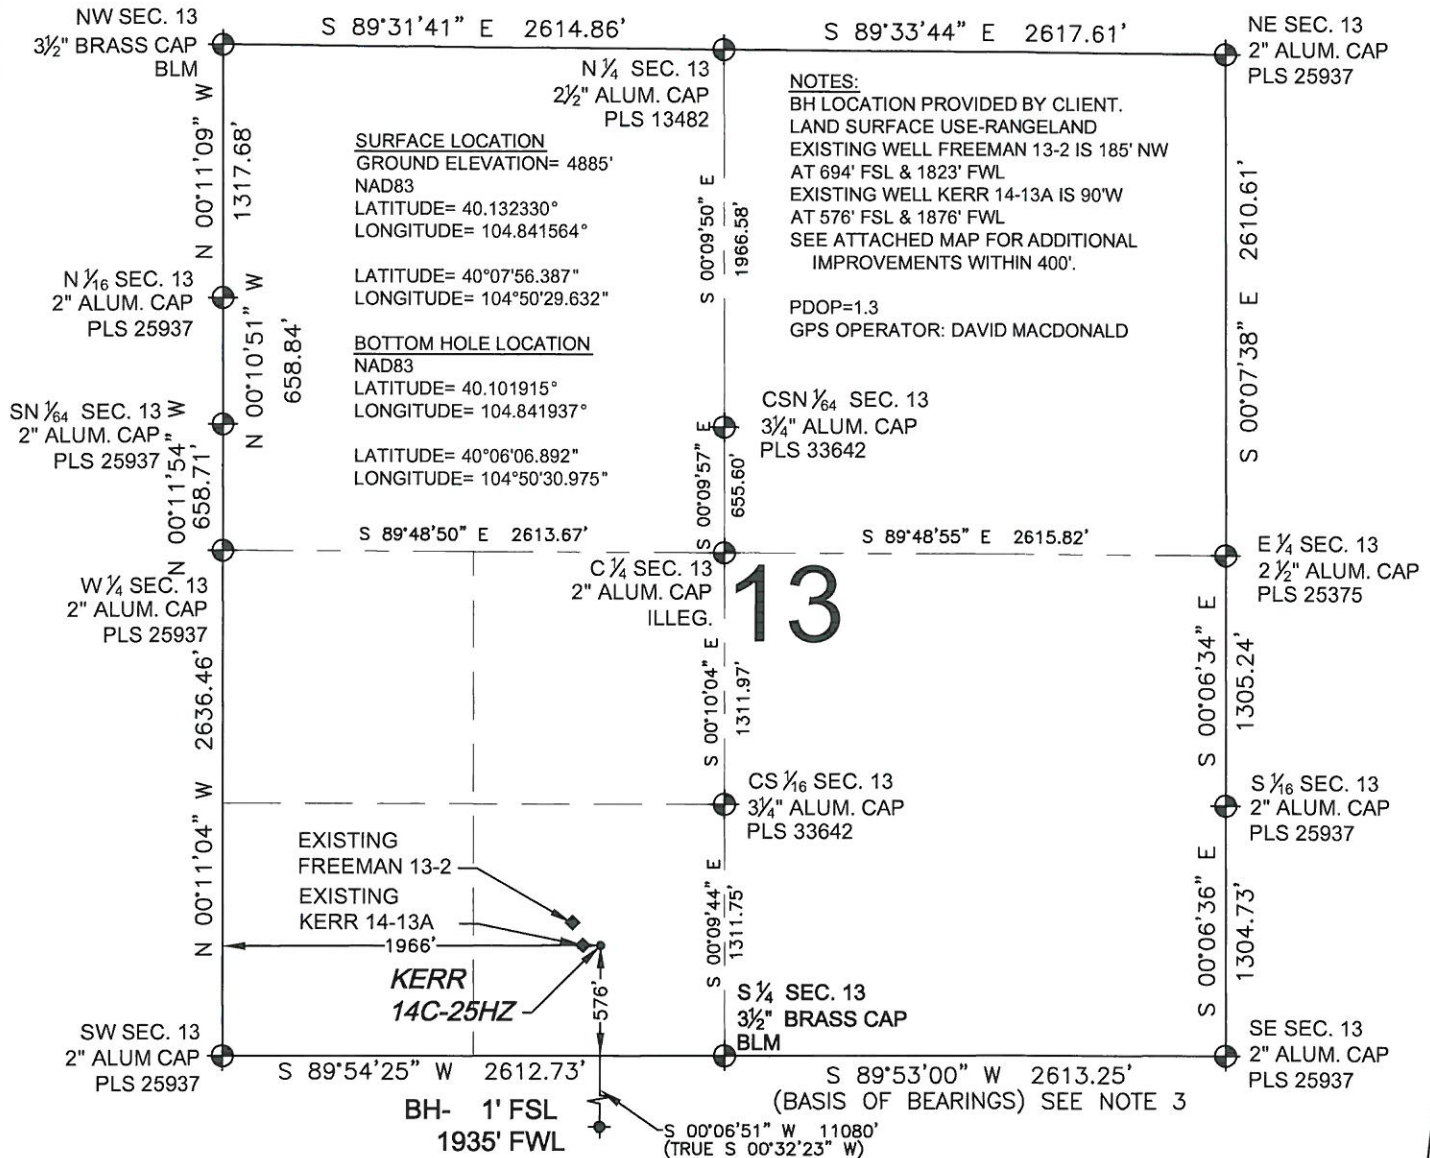 NW SEC. 13
3½" BRASS CAP
BLM
S 89°31'41" E 2614.86'
N ¼ SEC. 13
2½" ALUM. CAP
PLS 13482
S 89°33'44" E 2617.61'
NE SEC. 13
2" ALUM. CAP
PLS 25937
N 00°11'09" W
1317.68'
SURFACE LOCATION
GROUND ELEVATION= 4885'
NAD83
LATITUDE= 40.132330°
LONGITUDE= 104.841564°
LATITUDE= 40°07'56.387"
LONGITUDE= 104°50'29.632"
BOTTOM HOLE LOCATION
NAD83
LATITUDE= 40.101915°
LONGITUDE= 104.841937°
LATITUDE= 40°06'06.892"
LONGITUDE= 104°50'30.975"
S 00°09'50" E
1966.58'
NOTES:
BH LOCATION PROVIDED BY CLIENT.
LAND SURFACE USE-RANGELAND
EXISTING WELL FREEMAN 13-2 IS 185' NW
AT 694' FSL & 1823' FWL
EXISTING WELL KERR 14-13A IS 90'W
AT 576' FSL & 1876' FWL
SEE ATTACHED MAP FOR ADDITIONAL
IMPROVEMENTS WITHIN 400'.
PDOP=1.3
GPS OPERATOR: DAVID MACDONALD
S 00°07'38" E 2610.61'
N 1⁄16 SEC. 13
2" ALUM. CAP
PLS 25937
N 00°10'51" W
658.84'
SN 1⁄64 SEC. 13
2" ALUM. CAP
PLS 25937
N 00°11'54" W
658.71'
CSN 1⁄64 SEC. 13
3¼" ALUM. CAP
PLS 33642
S 00°09'57" E
655.60'
S 89°48'50" E 2613.67'
S 89°48'55" E 2615.82'
W ¼ SEC. 13
2" ALUM. CAP
PLS 25937
C ¼ SEC. 13
2" ALUM. CAP
ILLEG.
13
E ¼ SEC. 13
2 ½" ALUM. CAP
PLS 25375
N 00°11'04" W 2636.46'
S 00°10'04" E
1311.97'
S 00°06'34" E
1305.24'
CS 1⁄16 SEC. 13
3¼" ALUM. CAP
PLS 33642
S 1⁄16 SEC. 13
2" ALUM. CAP
PLS 25937
EXISTING
FREEMAN 13-2
EXISTING
KERR 14-13A
1966'
KERR
14C-25HZ
576'
S 00°09'44" E
1311.75'
S 00°06'36" E
1304.73'
SW SEC. 13
2" ALUM CAP
PLS 25937
S ¼ SEC. 13
3½" BRASS CAP
BLM
SE SEC. 13
2" ALUM. CAP
PLS 25937
S 89°54'25" W 2612.73'
S 89°53'00" W 2613.25'
(BASIS OF BEARINGS) SEE NOTE 3
BH- 1' FSL
1935' FWL
S 00°06'51" W 11080'
(TRUE S 00°32'23" W)